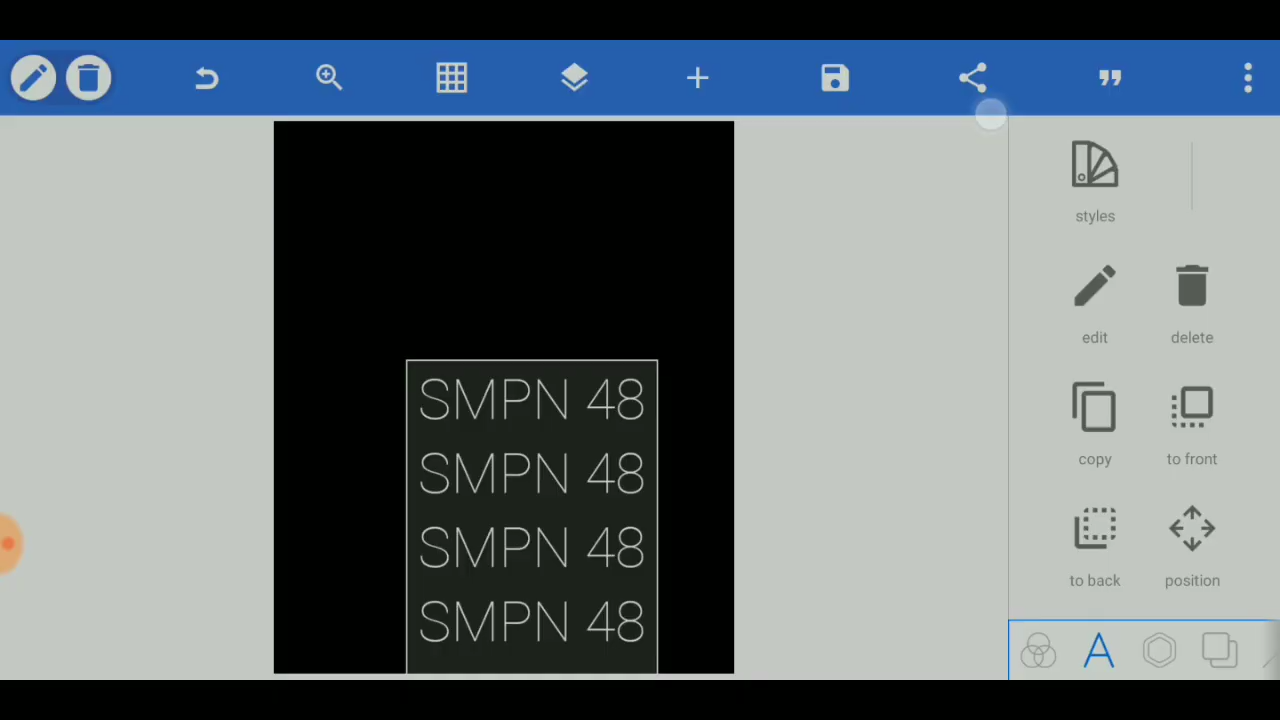 styles
SMPN 48
edit
delete
SMPN 48
copy
to front
SMPN 48
SMPN 48
to back
position